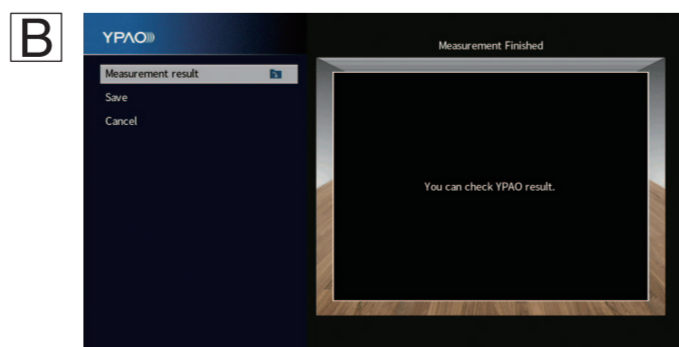 B
YPAO
Measurement Finished
Measurement result
Save
Cancel
You can check YPAO result.